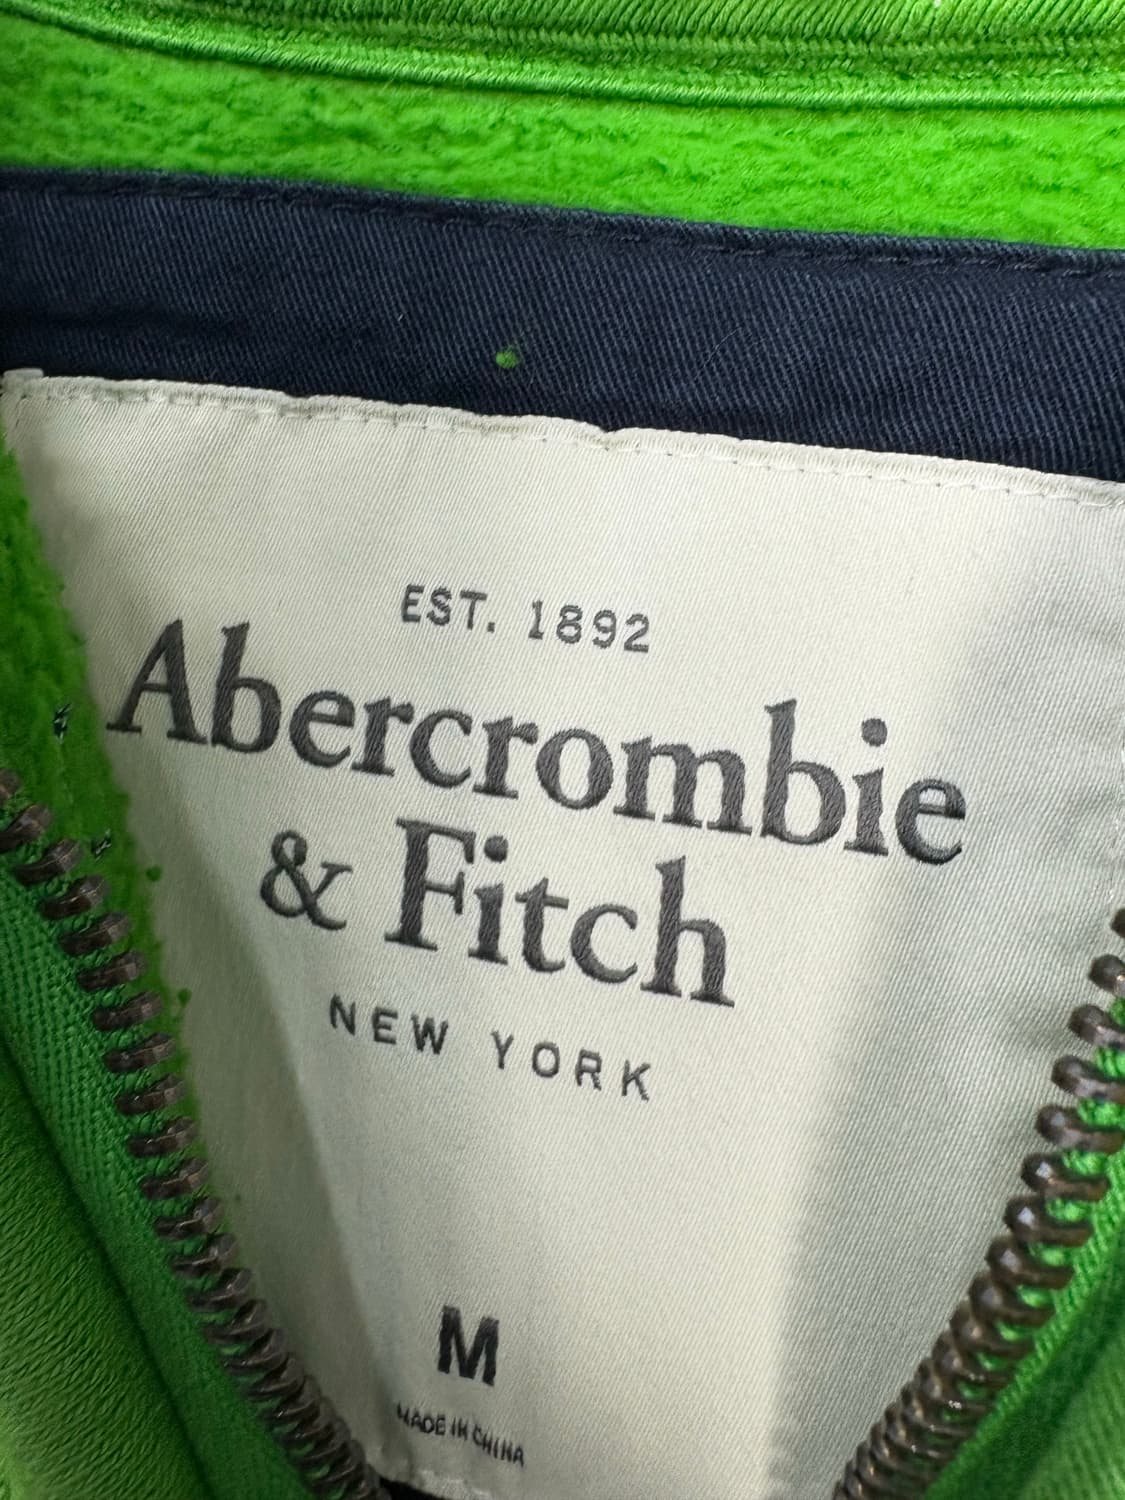 EST. 1892
Abercrombie
& Fitch
NEW YORK
M
MADE IN CHINA